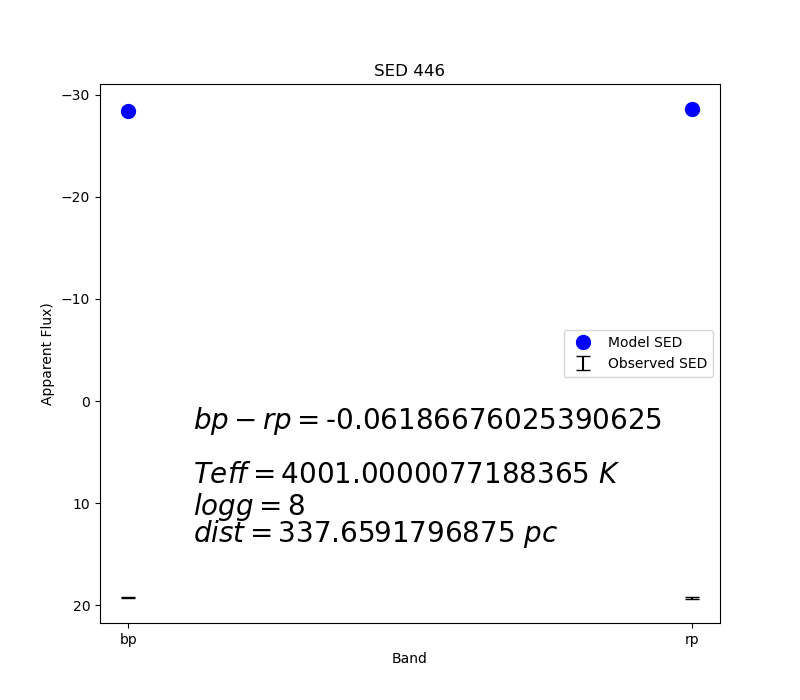 SED 446
−30
−20
−10
0
10
20
Apparent Flux)
Model SED
Observed SED
bp − rp = -0.06186676025390625
Teff = 4001.0000077188365 K
logg = 8
dist = 337.6591796875 pc
bp
rp
Band